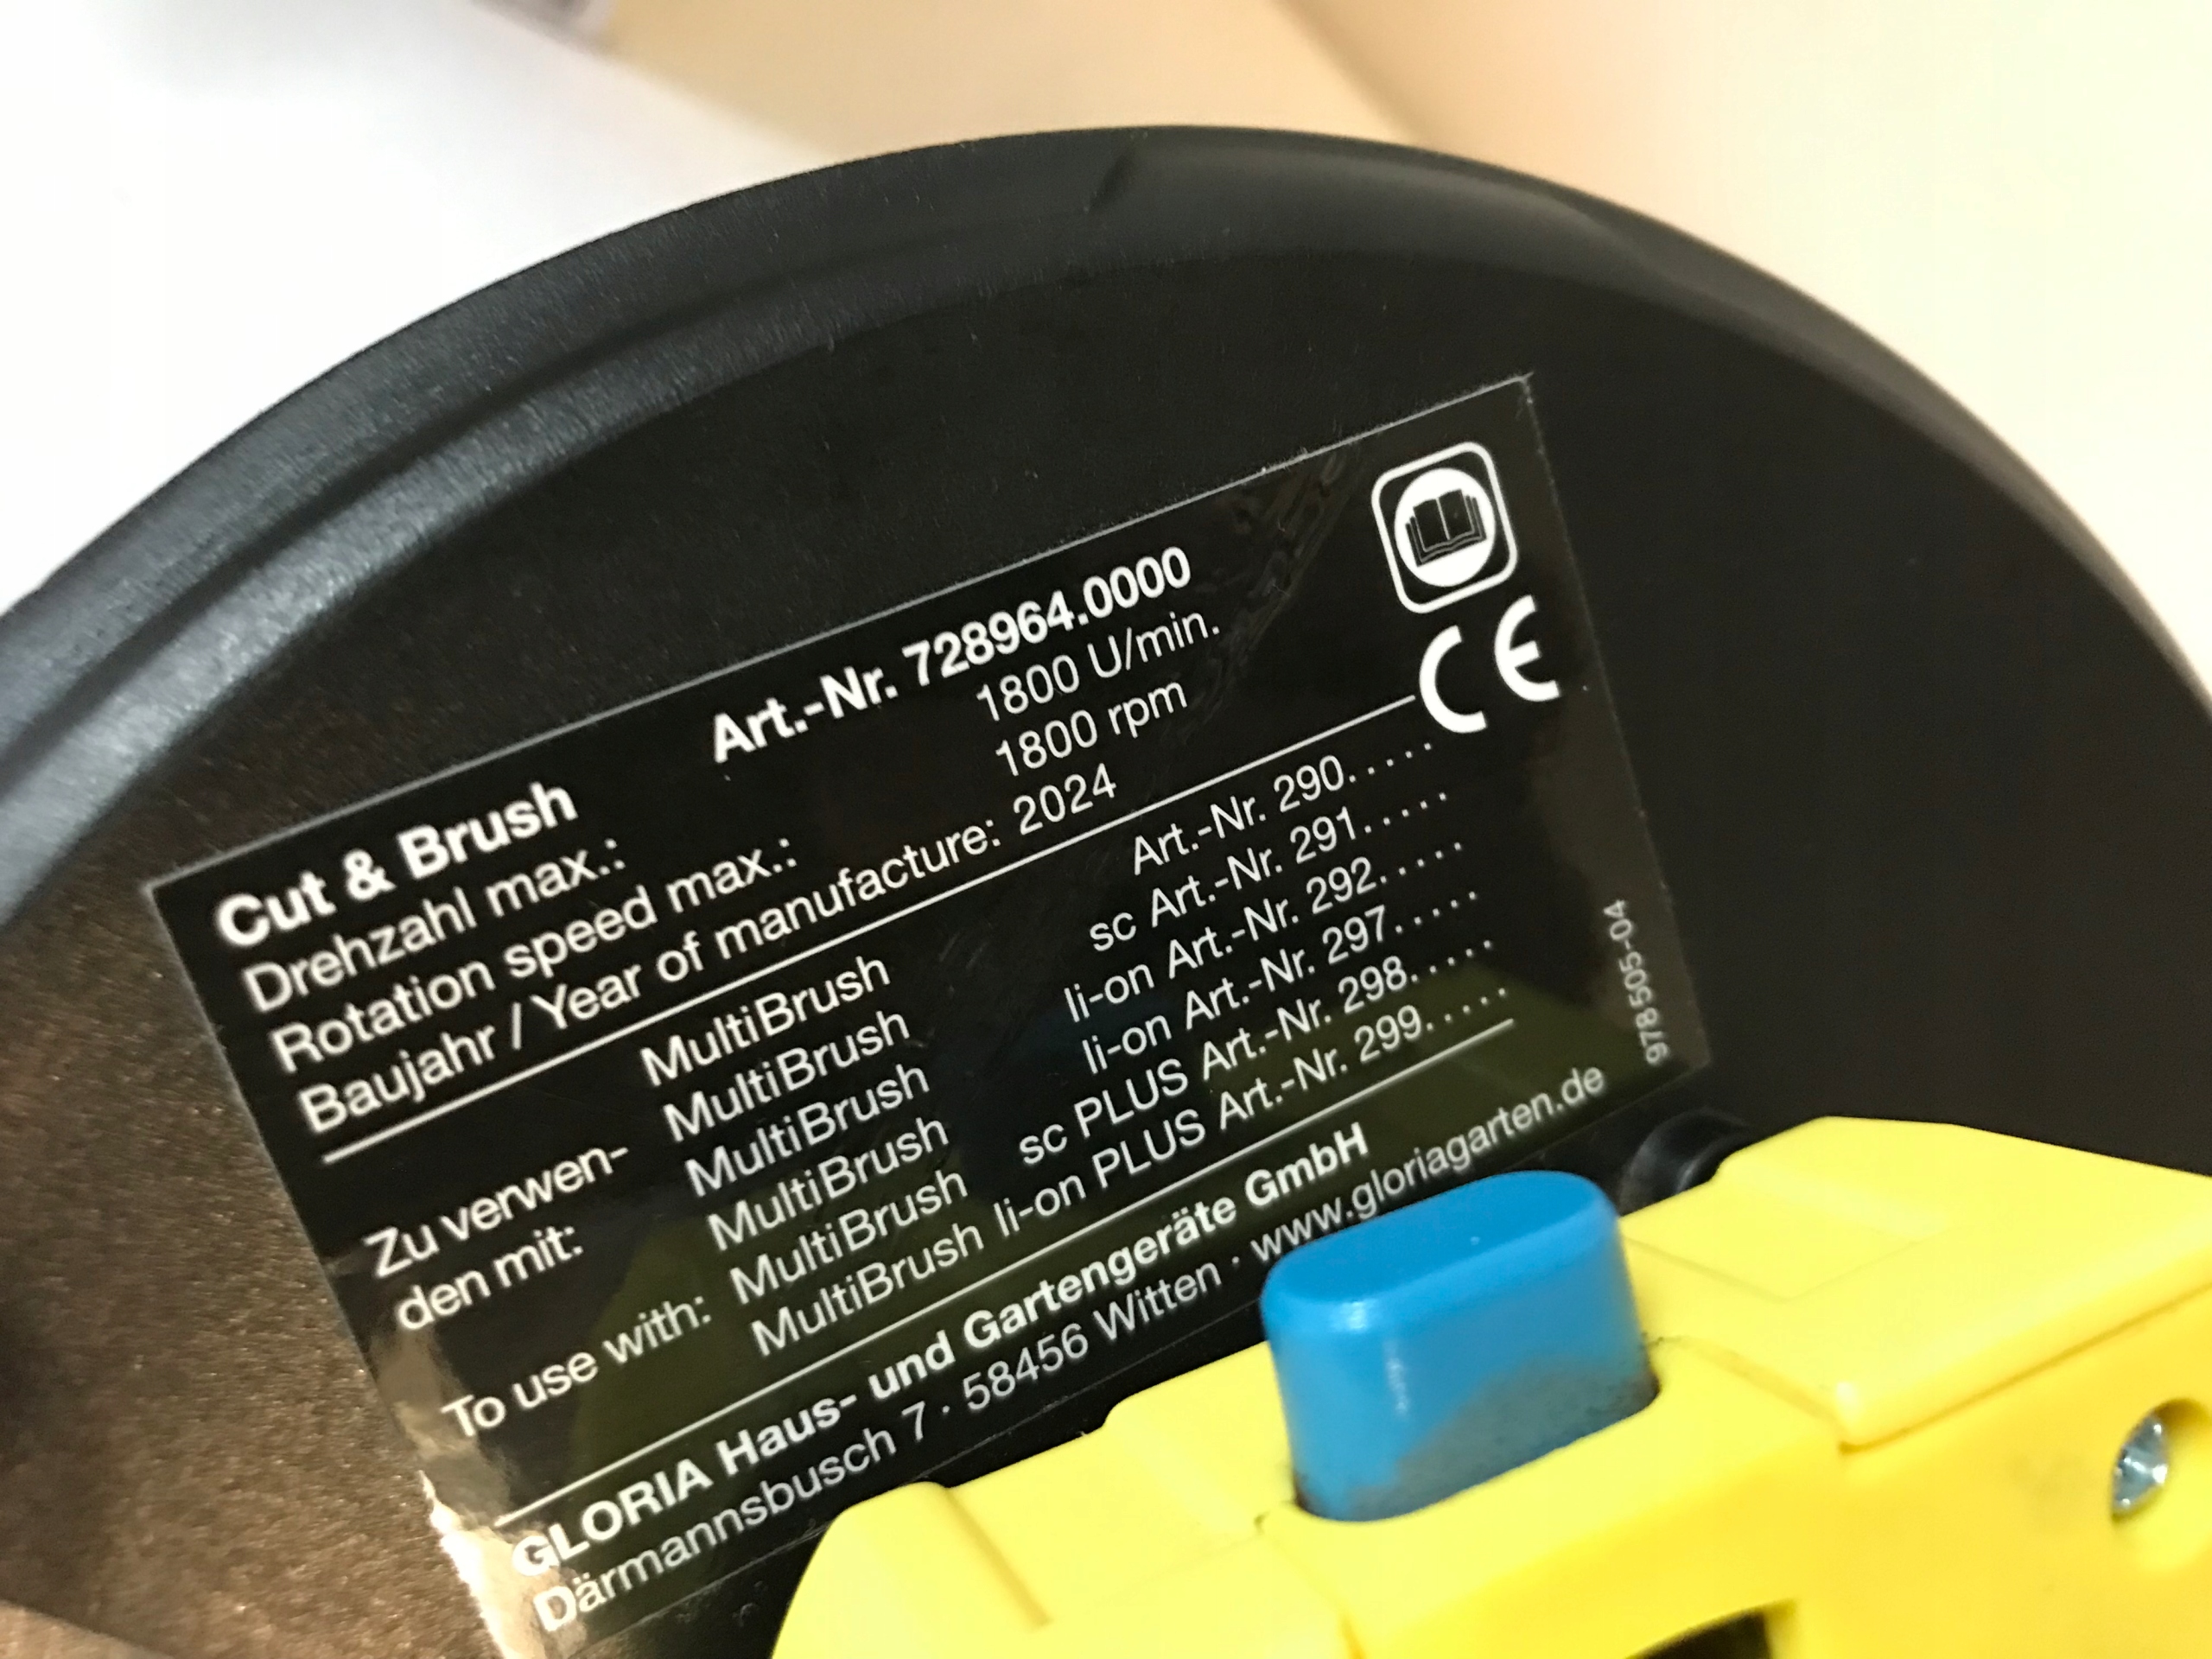 Cut & Brush Art.-Nr. 728964.0000
Drehzahl max.: 1800 U/min.
Rotation speed max.: 1800 rpm
Baujahr / Year of manufacture: 2024
CE
Zu verwen-
den mit:
To use with:
MultiBrush Art.-Nr. 290.....
MultiBrush sc Art.-Nr. 291.....
MultiBrush li-on Art.-Nr. 292.....
MultiBrush li-on Art.-Nr. 297.....
MultiBrush sc PLUS Art.-Nr. 298.....
MultiBrush li-on PLUS Art.-Nr. 299.....
GLORIA Haus- und Gartengeräte GmbH
Därmannsbusch 7 · 58456 Witten · www.gloriagarten.de
978 505-04